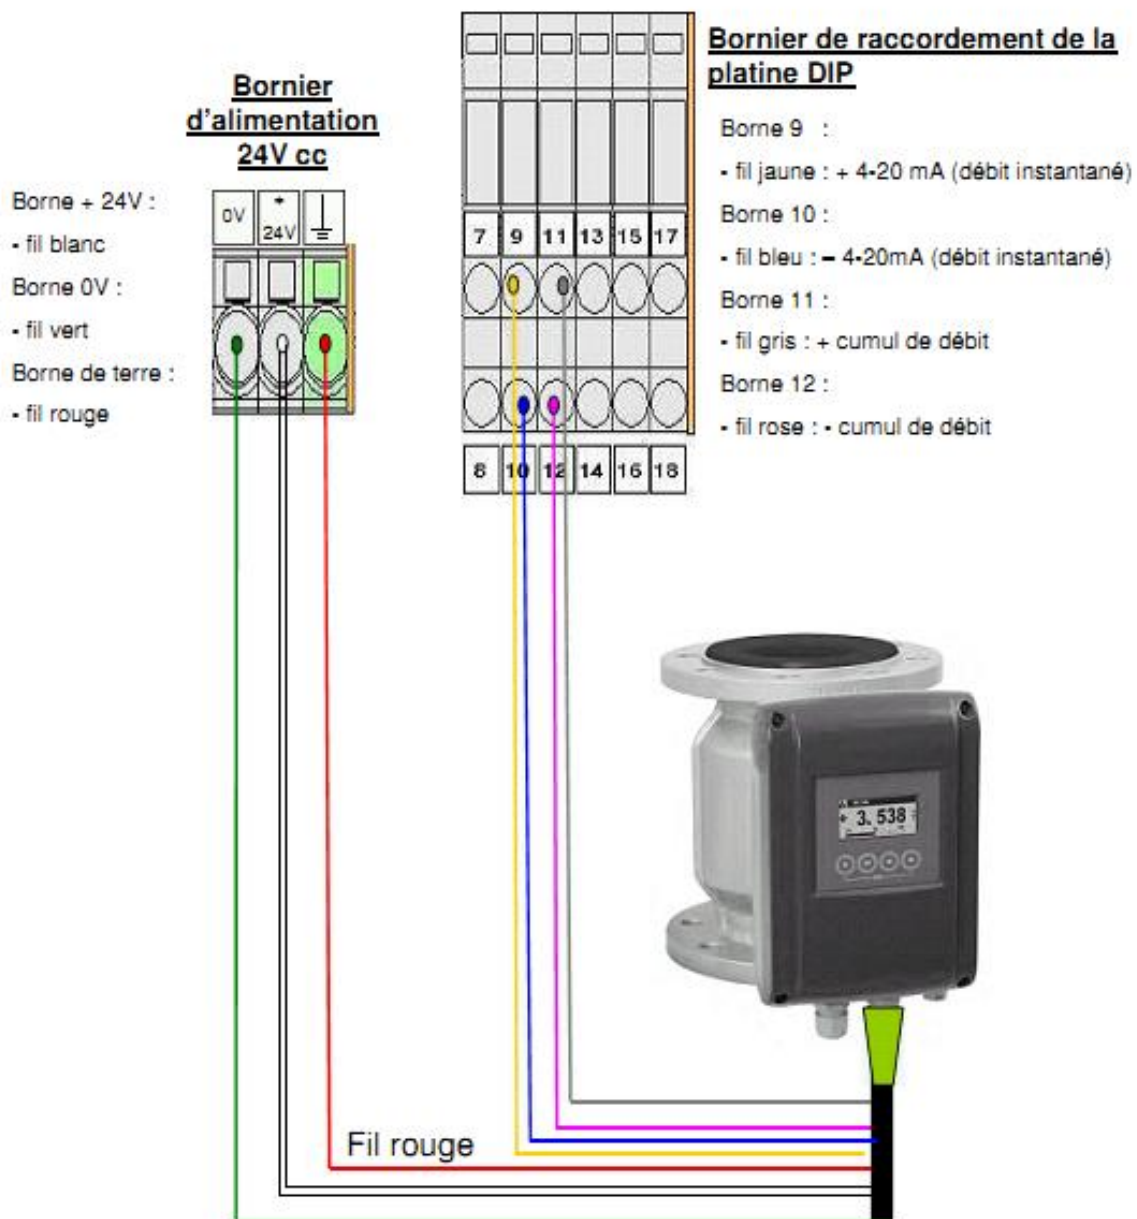 Bornier de raccordement de la
platine DIP
Bornier
d'alimentation
24V cc
Borne 9 :
- fil jaune : + 4-20 mA (débit instantané)
Borne 10 :
- fil bleu : – 4-20mA (débit instantané)
Borne 11 :
- fil gris : + cumul de débit
Borne 12 :
- fil rose : - cumul de débit
Borne + 24V :
- fil blanc
Borne 0V :
- fil vert
Borne de terre :
- fil rouge
0V + 24V
7 9 11 13 15 17
8 10 12 14 16 18
3. 538
Fil rouge